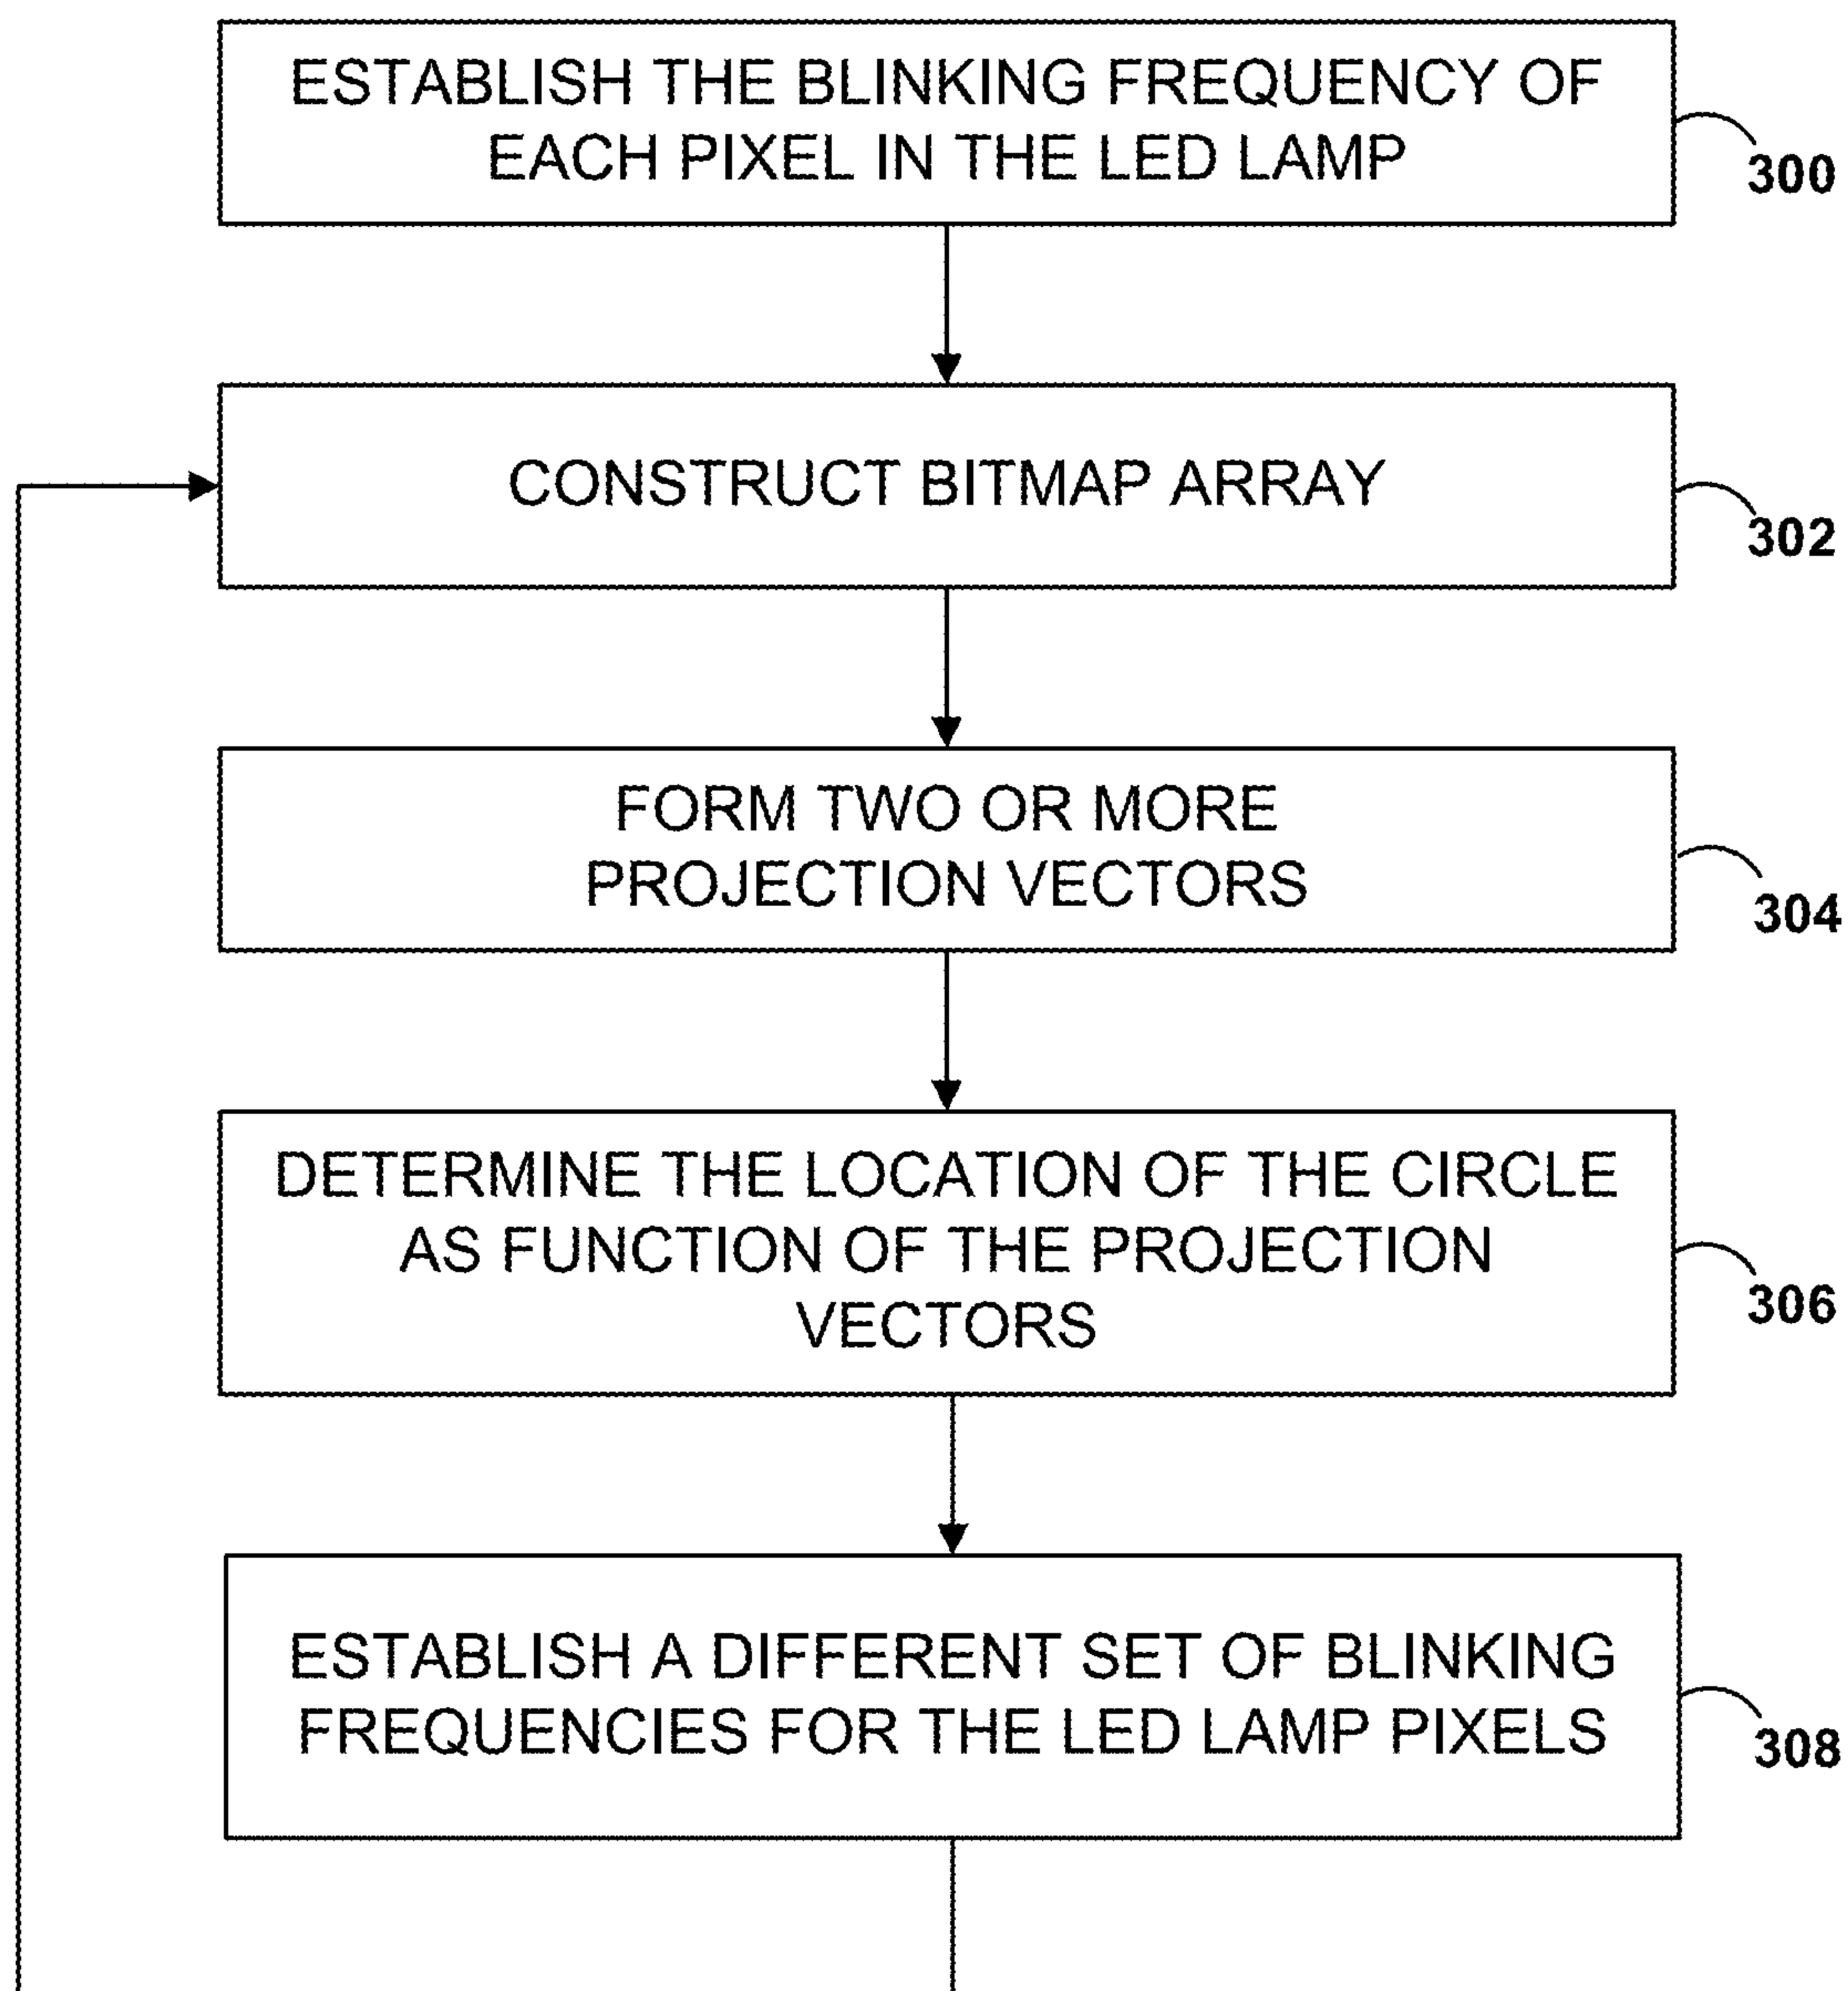 ESTABLISH THE BLINKING FREQUENCY OF
EACH PIXEL IN THE LED LAMP
300
CONSTRUCT BITMAP ARRAY
302
FORM TWO OR MORE
PROJECTION VECTORS
304
DETERMINE THE LOCATION OF THE CIRCLE
AS FUNCTION OF THE PROJECTION
VECTORS
306
ESTABLISH A DIFFERENT SET OF BLINKING
FREQUENCIES FOR THE LED LAMP PIXELS
308